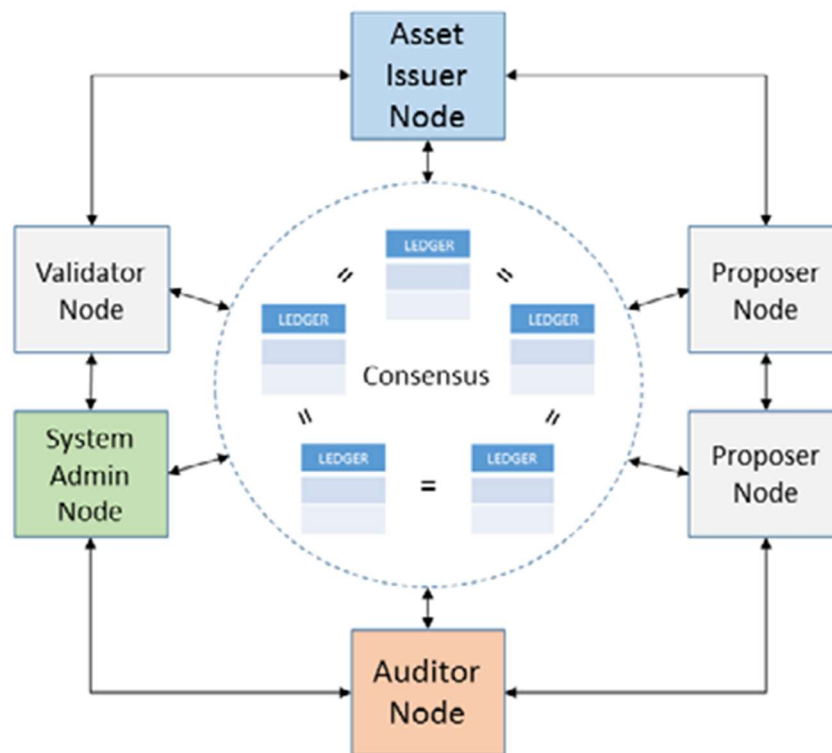 Asset
Issuer
Node
Validator
Node
Proposer
Node
LEDGER
=
=
LEDGER
LEDGER
Consensus
=
=
System
Admin
Node
Proposer
Node
LEDGER
=
LEDGER
Auditor
Node